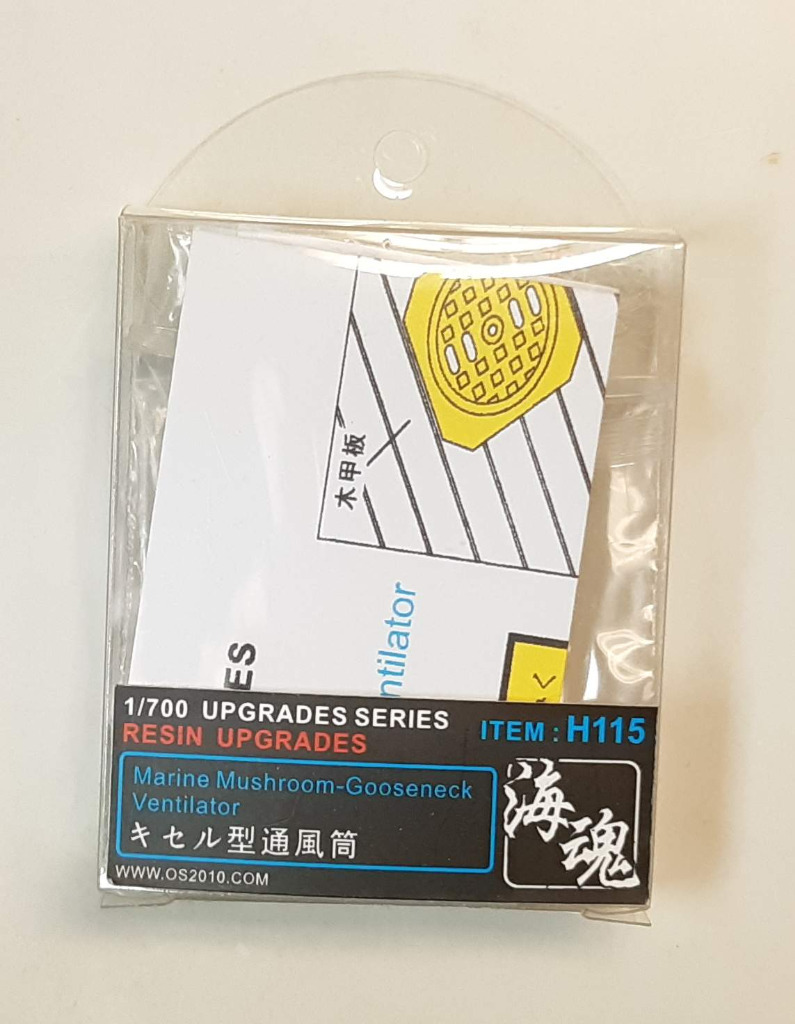 木甲板
ntilator
ES
1/700 UPGRADES SERIES
RESIN UPGRADES
ITEM : H115
Marine Mushroom-Gooseneck
Ventilator
キセル型通風筒
海魂
WWW.OS2010.COM